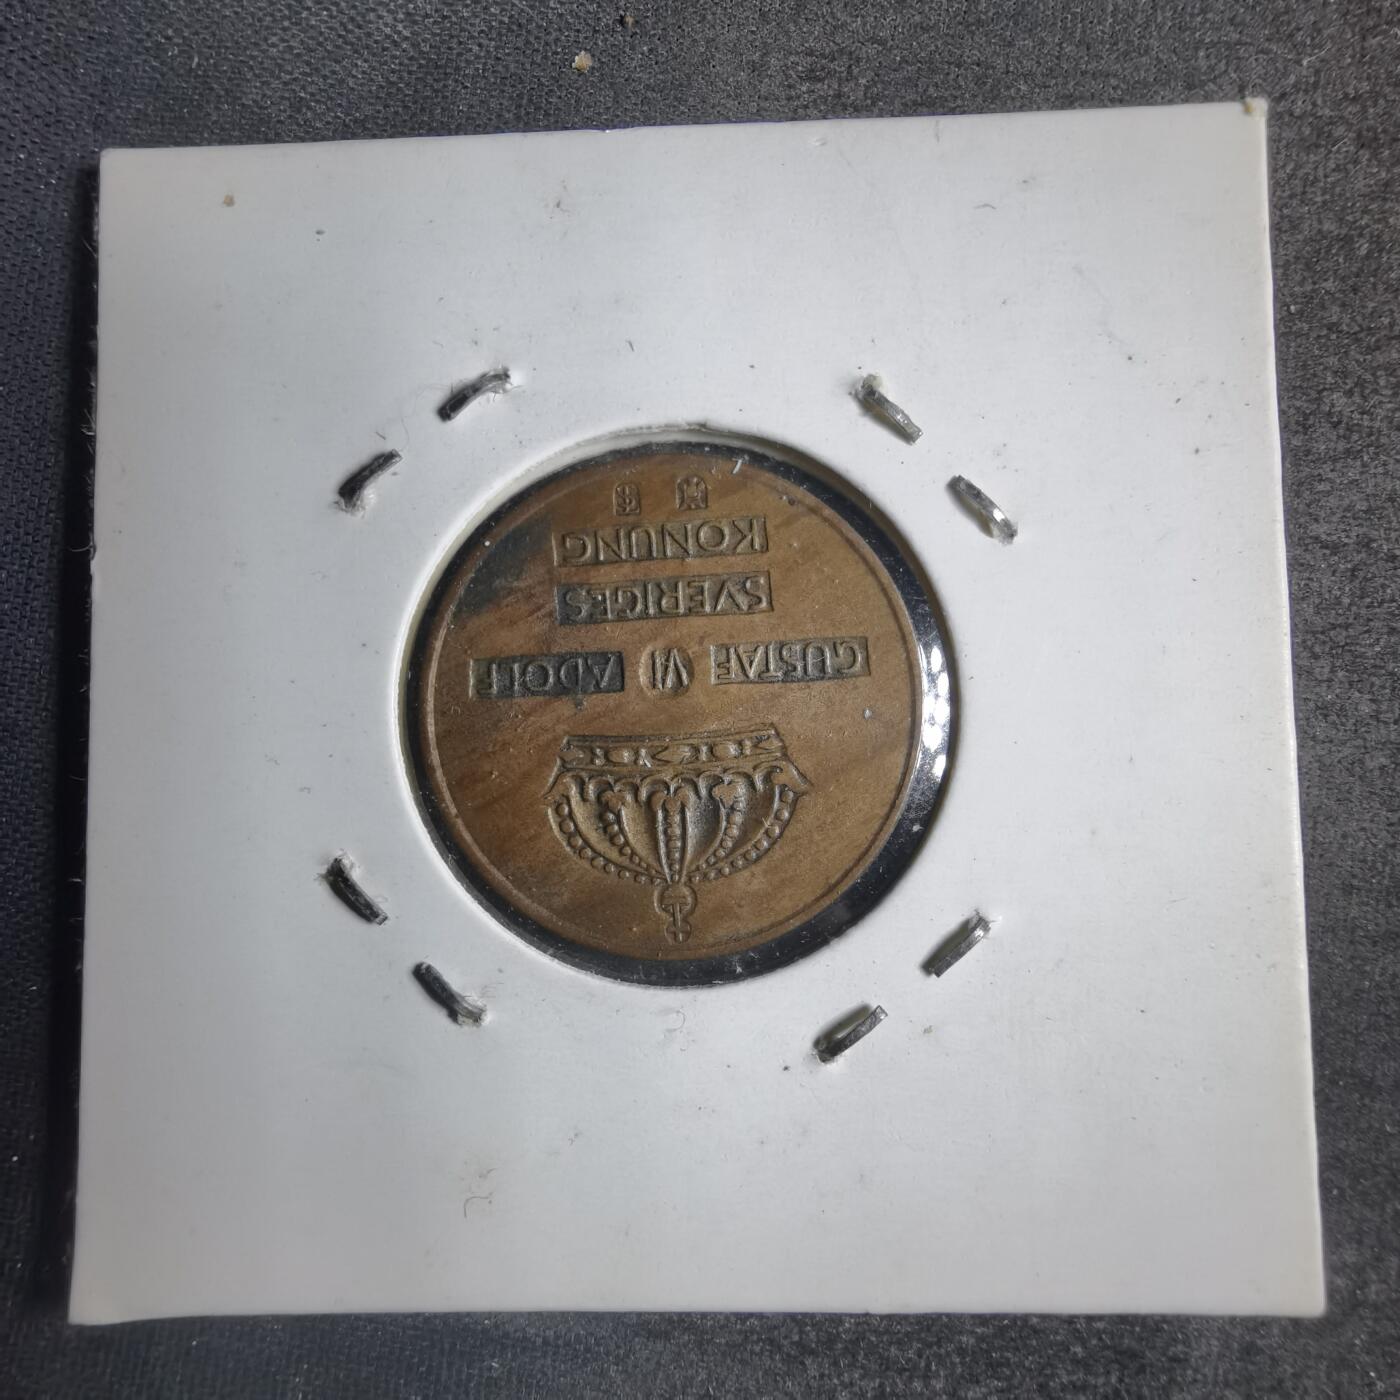 GUSTAF VI ADOLF
SVERIGES
KONUNG